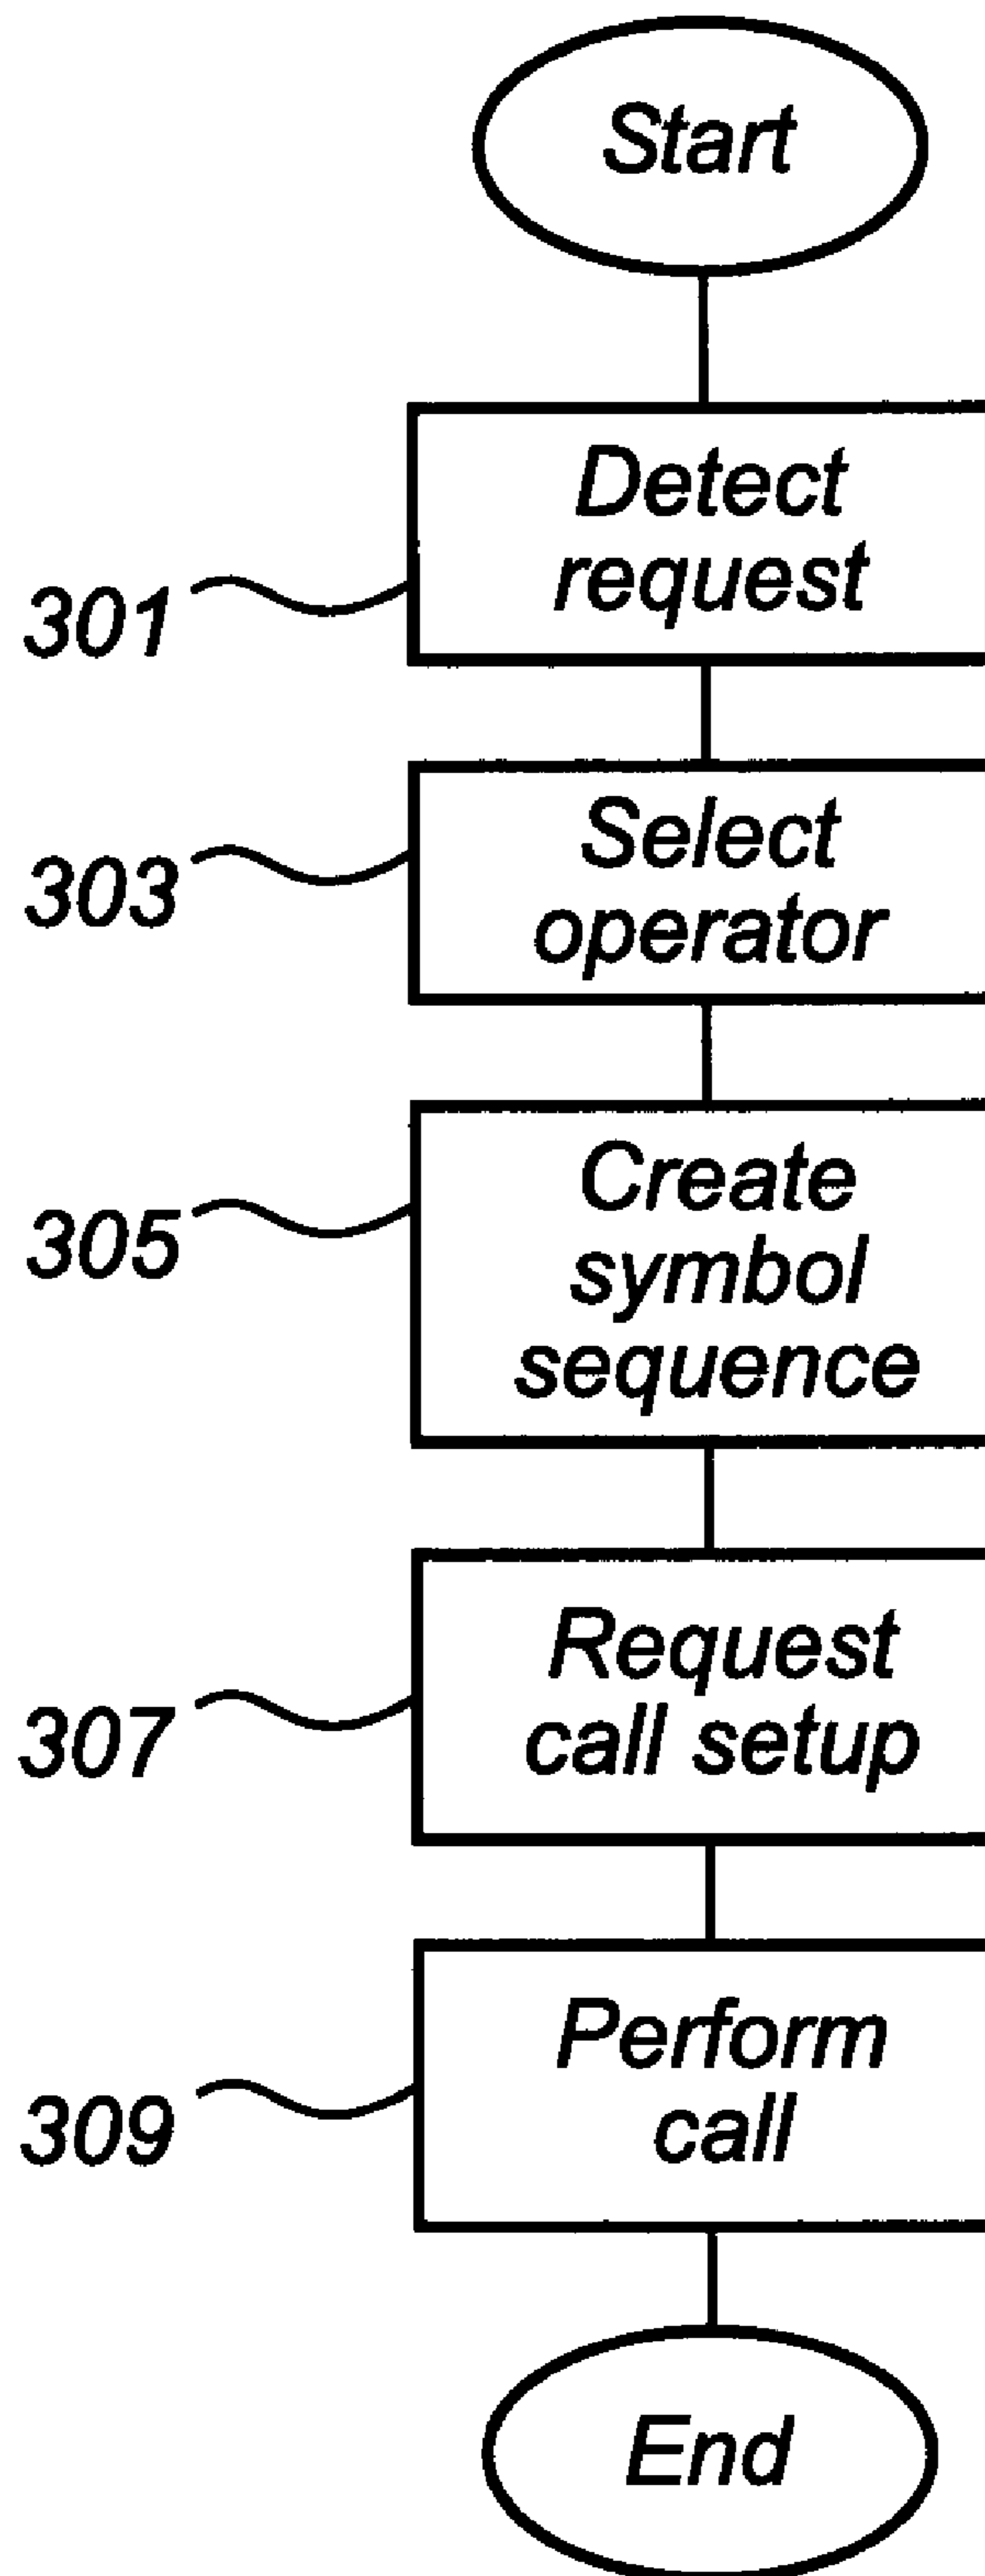 Start
Detect
request
301
Select
operator
303
Create
symbol
sequence
305
Request
call setup
307
Perform
call
309
End